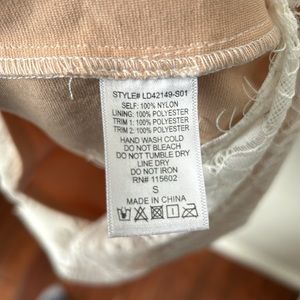 STYLE# LD42149-S01
SELF: 100% NYLON
LINING: 100% POLYESTER
TRIM 1: 100% POLYESTER
TRIM 2: 100% POLYESTER
HAND WASH COLD
DO NOT BLEACH
DO NOT TUMBLE DRY
LINE DRY
DO NOT IRON
RN# 115602
S
MADE IN CHINA